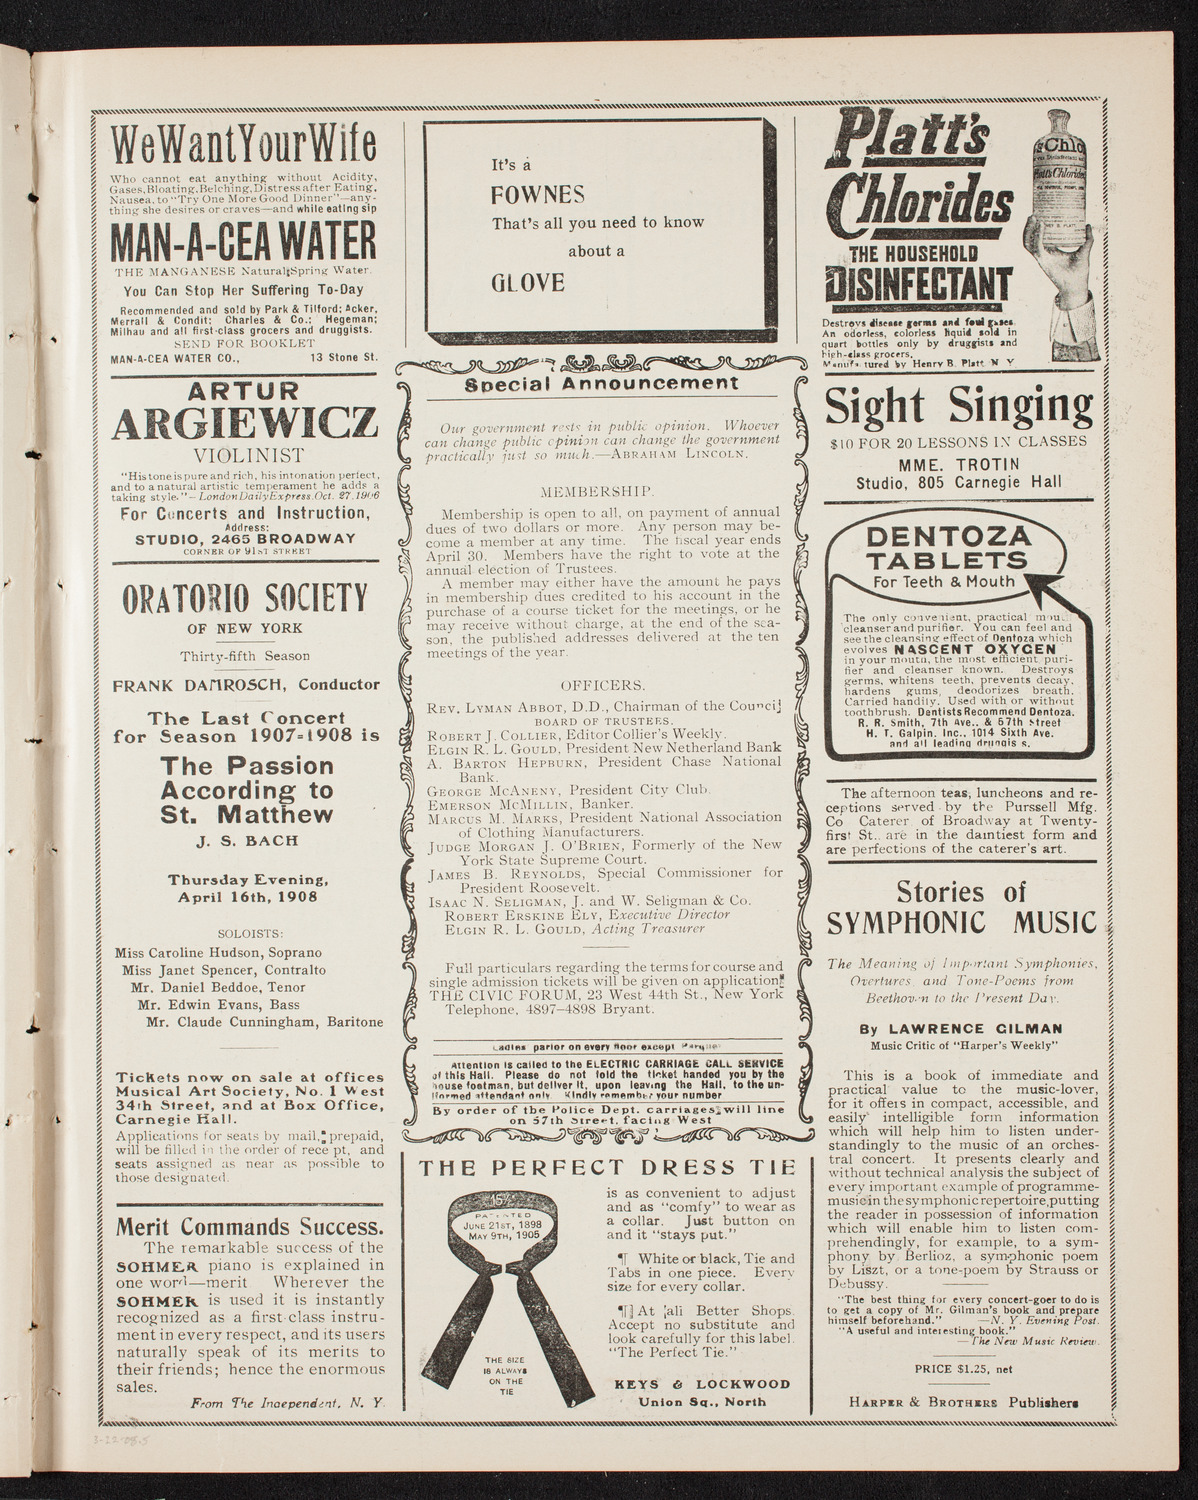 We Want Your Wife
Who cannot eat anything without Acidity,
Gases, Bloating, Belching, Distress after Eating,
Nausea, to "Try One More Good Dinner"—any-
thing she desires or craves—and while eating sip
MAN-A-CEA WATER
THE MANGANESE Natural Spring Water.
You Can Stop Her Suffering To-Day
Recommended and sold by Park & Tilford; Acker,
Merrall & Condit; Charles & Co.; Hegeman;
Milhau and all first-class grocers and druggists.
SEND FOR BOOKLET
MAN-A-CEA WATER CO., 13 Stone St.
ARTUR
ARGIEWICZ
VIOLINIST
"His tone is pure and rich, his intonation perfect,
and to a natural artistic temperament he adds a
taking style."—London Daily Express, Oct. 27, 1906
For Concerts and Instruction,
Address:
STUDIO, 2465 BROADWAY
CORNER OF 91ST STREET
ORATORIO SOCIETY
OF NEW YORK
Thirty-fifth Season
FRANK DAMROSCH, Conductor
The Last Concert
for Season 1907-1908 is
The Passion
According to
St. Matthew
J. S. BACH
Thursday Evening,
April 16th, 1908
SOLOISTS:
Miss Caroline Hudson, Soprano
Miss Janet Spencer, Contralto
Mr. Daniel Beddoe, Tenor
Mr. Edwin Evans, Bass
Mr. Claude Cunningham, Baritone
Tickets now on sale at offices
Musical Art Society, No. 1 West
34th Street, and at Box Office,
Carnegie Hall.
Applications for seats by mail, prepaid,
will be filled in the order of receipt, and
seats assigned as near as possible to
those designated.
Merit Commands Success.
The remarkable success of the
SOHMER piano is explained in
one word—merit Wherever the
SOHMER is used it is instantly
recognized as a first-class instru-
ment in every respect, and its users
naturally speak of its merits to
their friends; hence the enormous
sales.
From The Independent, N. Y.
It's a
FOWNES
That's all you need to know
about a
GLOVE
Special Announcement
Our government rests in public opinion. Whoever
can change public opinion can change the government
practically just so much.—ABRAHAM LINCOLN.
MEMBERSHIP.
Membership is open to all, on payment of annual
dues of two dollars or more. Any person may be-
come a member at any time. The fiscal year ends
April 30. Members have the right to vote at the
annual election of Trustees.
A member may either have the amount he pays
in membership dues credited to his account in the
purchase of a course ticket for the meetings, or he
may receive without charge, at the end of the sea-
son, the published addresses delivered at the ten
meetings of the year.
OFFICERS.
REV. LYMAN ABBOT, D.D., Chairman of the Council
BOARD OF TRUSTEES.
ROBERT J. COLLIER, Editor Collier's Weekly.
ELGIN R. L. GOULD, President New Netherland Bank
A. BARTON HEPBURN, President Chase National
Bank.
GEORGE MCANENY, President City Club.
EMERSON MCMILLIN, Banker.
MARCUS M. MARKS, President National Association
of Clothing Manufacturers.
JUDGE MORGAN J. O'BRIEN, Formerly of the New
York State Supreme Court.
JAMES B. REYNOLDS, Special Commissioner for
President Roosevelt.
ISAAC N. SELIGMAN, J. and W. Seligman & Co.
ROBERT ERSKINE ELY, Executive Director
ELGIN R. L. GOULD, Acting Treasurer
Full particulars regarding the terms for course and
single admission tickets will be given on application.
THE CIVIC FORUM, 23 West 44th St., New York
Telephone, 4897–4898 Bryant.
Ladies parlor on every floor except Parquet
Attention is called to the ELECTRIC CARRIAGE CALL SERVICE
of this Hall. Please do not fold the ticket handed you by the
house footman, but deliver it, upon leaving the Hall, to the un-
iformed attendant only. Kindly remember your number
By order of the Police Dept. carriages will line
on 57th Street, facing West
THE PERFECT DRESS TIE
15½
PATENTED
JUNE 21ST, 1898
MAY 9TH, 1905
THE SIZE
IS ALWAYS
ON THE
TIE
is as convenient to adjust
and as "comfy" to wear as
a collar. Just button on
and it "stays put."
¶ White or black, Tie and
Tabs in one piece. Every
size for every collar.
¶ At all Better Shops.
Accept no substitute and
look carefully for this label.
"The Perfect Tie."
KEYS & LOCKWOOD
Union Sq., North
Platt's
Chlorides
THE HOUSEHOLD
DISINFECTANT
Destroys disease germs and foul gases.
An odorless, colorless liquid sold in
quart bottles only by druggists and
high-class grocers.
Manufactured by Henry B. Platt N Y
Platt's Chlorides
Sight Singing
$10 FOR 20 LESSONS IN CLASSES
MME. TROTIN
Studio, 805 Carnegie Hall
DENTOZA
TABLETS
For Teeth & Mouth
The only convenient, practical mouth
cleanser and purifier. You can feel and
see the cleansing effect of Dentoza which
evolves NASCENT OXYGEN
in your mouth, the most efficient puri-
fier and cleanser known. Destroys
germs, whitens teeth, prevents decay,
hardens gums, deodorizes breath.
Carried handily. Used with or without
toothbrush. Dentists Recommend Dentoza.
R. R. Smith, 7th Ave., & 57th Street
H. T. Galpin, Inc., 1014 Sixth Ave.
and all leading druggis s.
The afternoon teas, luncheons and re-
ceptions served by the Purssell Mfg.
Co Caterer of Broadway at Twenty-
first St. are in the daintiest form and
are perfections of the caterer's art.
Stories of
SYMPHONIC MUSIC
The Meaning of Important Symphonies,
Overtures, and Tone-Poems from
Beethoven to the Present Day.
By LAWRENCE GILMAN
Music Critic of "Harper's Weekly"
This is a book of immediate and
practical value to the music-lover,
for it offers in compact, accessible, and
easily intelligible form information
which will help him to listen under-
standingly to the music of an orches-
tral concert. It presents clearly and
without technical analysis the subject of
every important example of programme-
music in the symphonic repertoire, putting
the reader in possession of information
which will enable him to listen com-
prehendingly, for example, to a sym-
phony by Berlioz, a symphonic poem
by Liszt, or a tone-poem by Strauss or
Debussy.
"The best thing for every concert-goer to do is
to get a copy of Mr. Gilman's book and prepare
himself beforehand." —N. Y. Evening Post.
"A useful and interesting book."
—The New Music Review.
PRICE $1.25, net
HARPER & BROTHERS Publishers
3-22-08.5